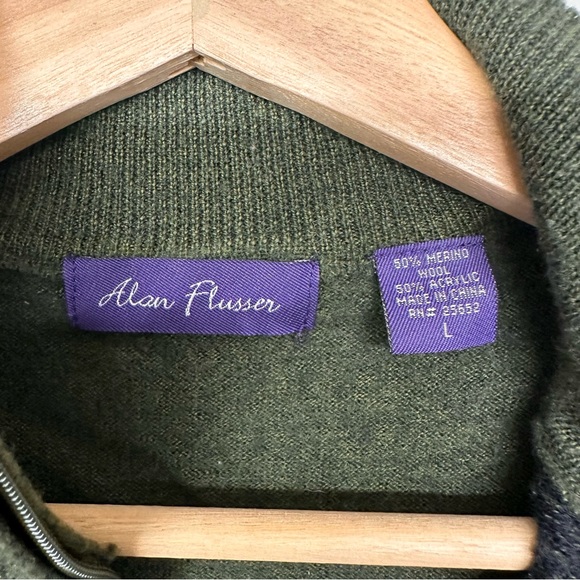 Alan Flusser
50% MERINO
WOOL
50% ACRYLIC
MADE IN CHINA
RN# 25652
L